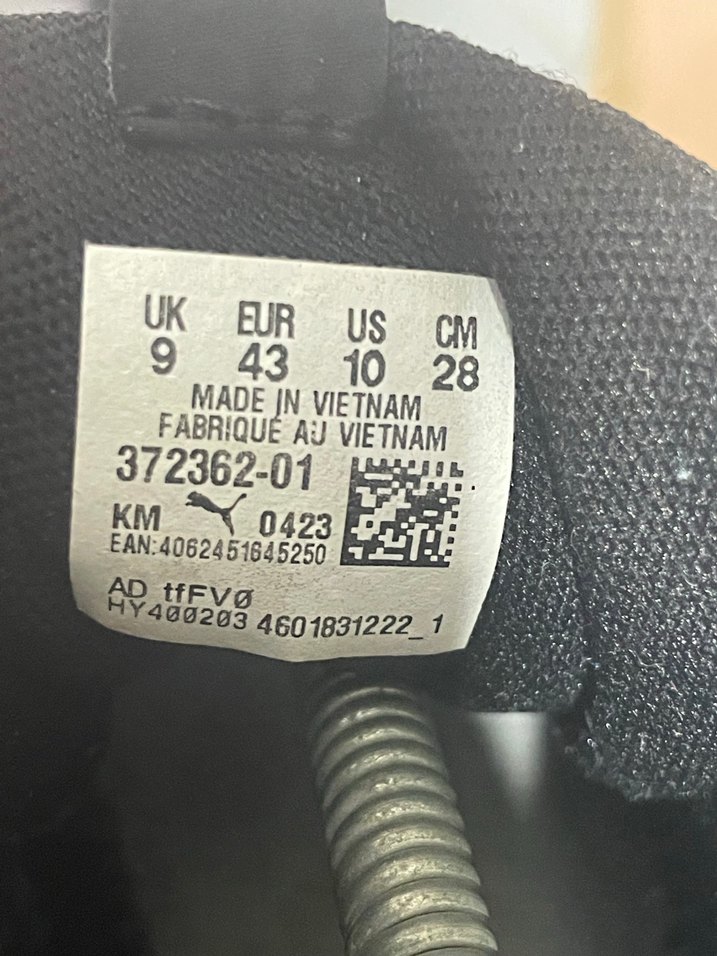 UK EUR US CM
9 43 10 28
MADE IN VIETNAM
FABRIQUÉ AU VIETNAM
372362-01
KM 0423
EAN:4062451645250
AD tfFVØ
HY400203 4601831222_1